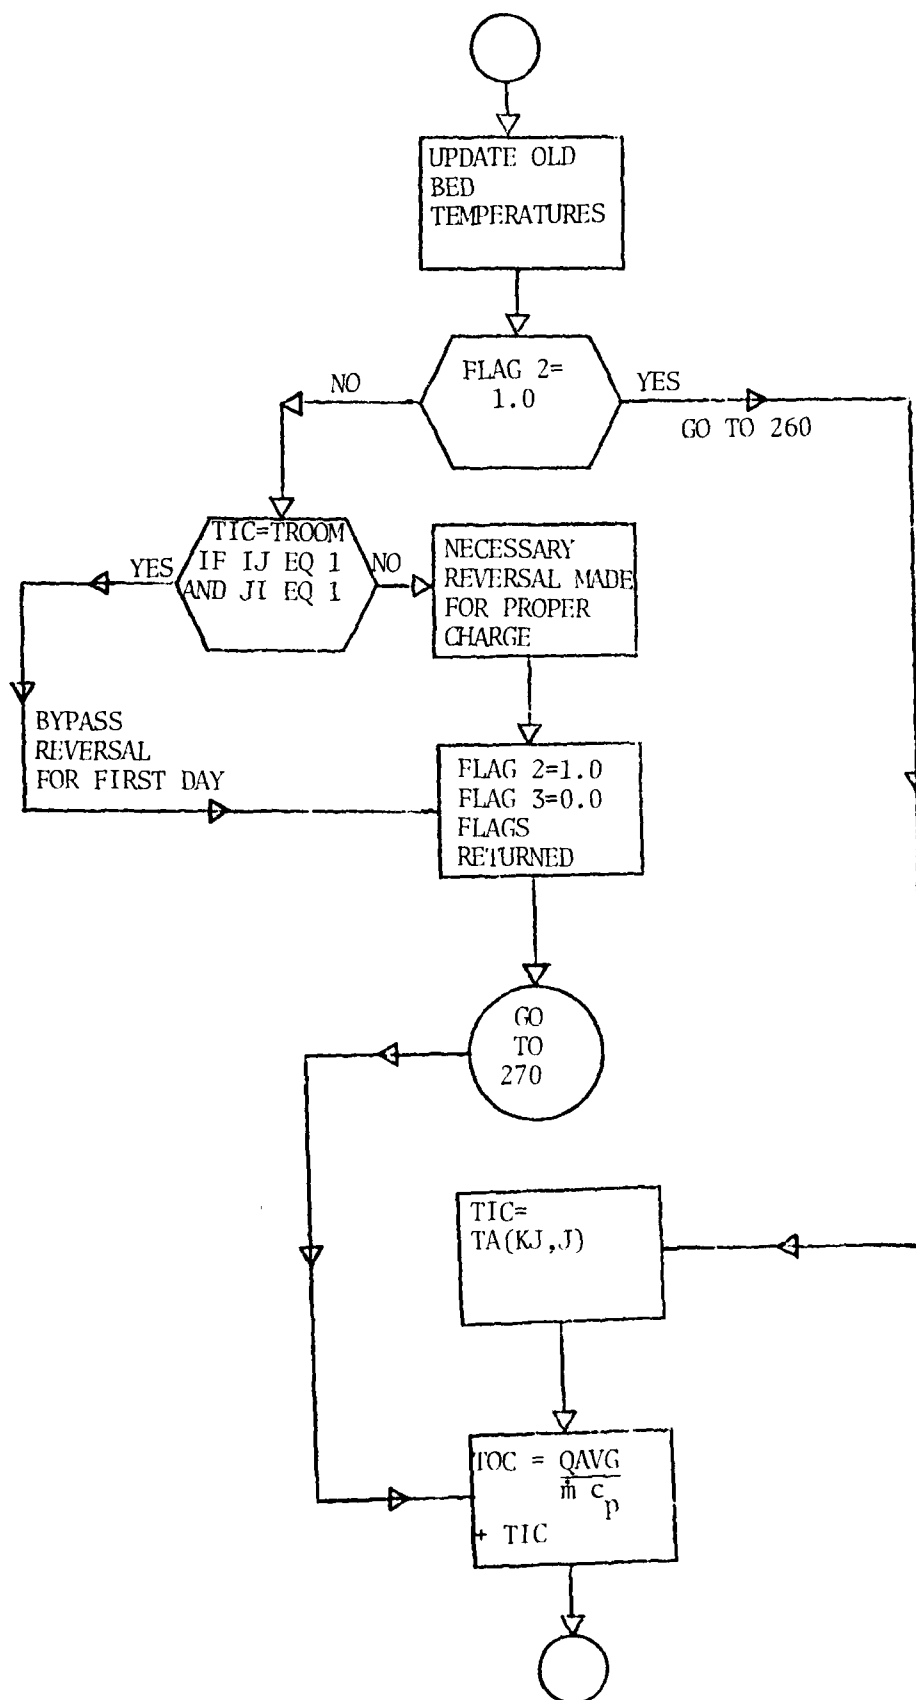 UPDATE OLD
BED
TEMPERATURES
FLAG 2=
1.0
NO
YES
GO TO 260
TIC=TROOM
IF IJ EQ 1
AND JI EQ 1
YES
NO
NECESSARY
REVERSAL MADE
FOR PROPER
CHARGE
BYPASS
REVERSAL
FOR FIRST DAY
FLAG 2=1.0
FLAG 3=0.0
FLAGS
RETURNED
GO
TO
270
TIC=
TA(KJ,J)
TOC = QAVG
ṁ c p
+ TIC